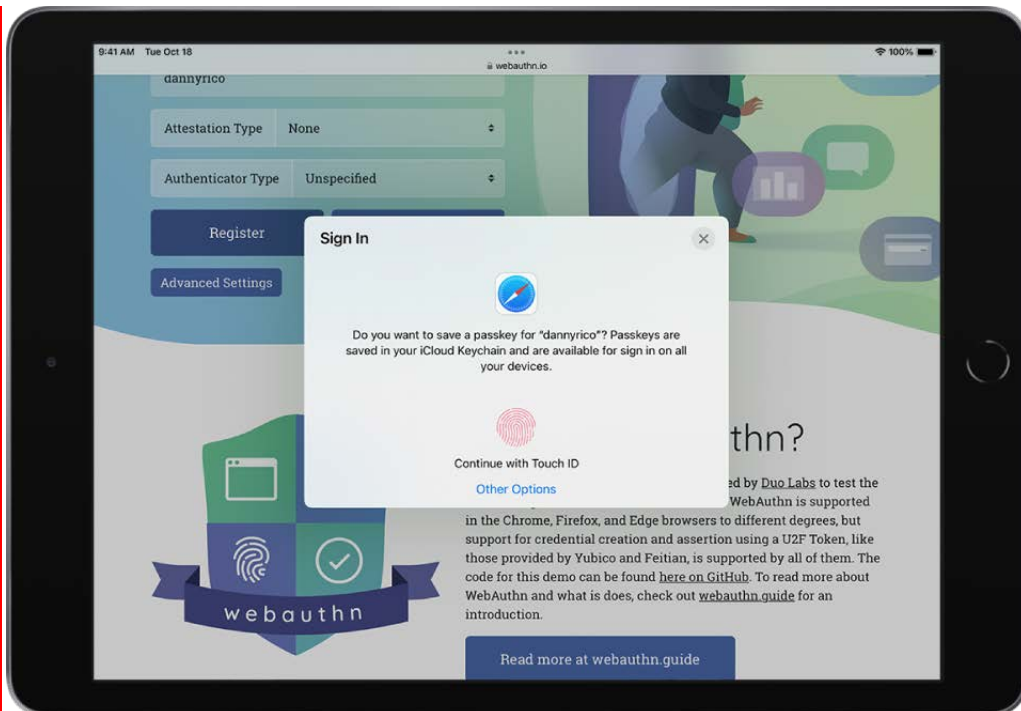 9:41 AM Tue Oct 18
webauthn.io
100%
dannyrico
Attestation Type None
Authenticator Type Unspecified
Register
Advanced Settings
Sign In
Do you want to save a passkey for “dannyrico”? Passkeys are
saved in your iCloud Keychain and are available for sign in on all
your devices.
Continue with Touch ID
Other Options
thn?
ed by Duo Labs to test the
WebAuthn is supported
in the Chrome, Firefox, and Edge browsers to different degrees, but
support for credential creation and assertion using a U2F Token, like
those provided by Yubico and Feitian, is supported by all of them. The
code for this demo can be found here on GitHub. To read more about
WebAuthn and what is does, check out webauthn.guide for an
introduction.
Read more at webauthn.guide
webauthn